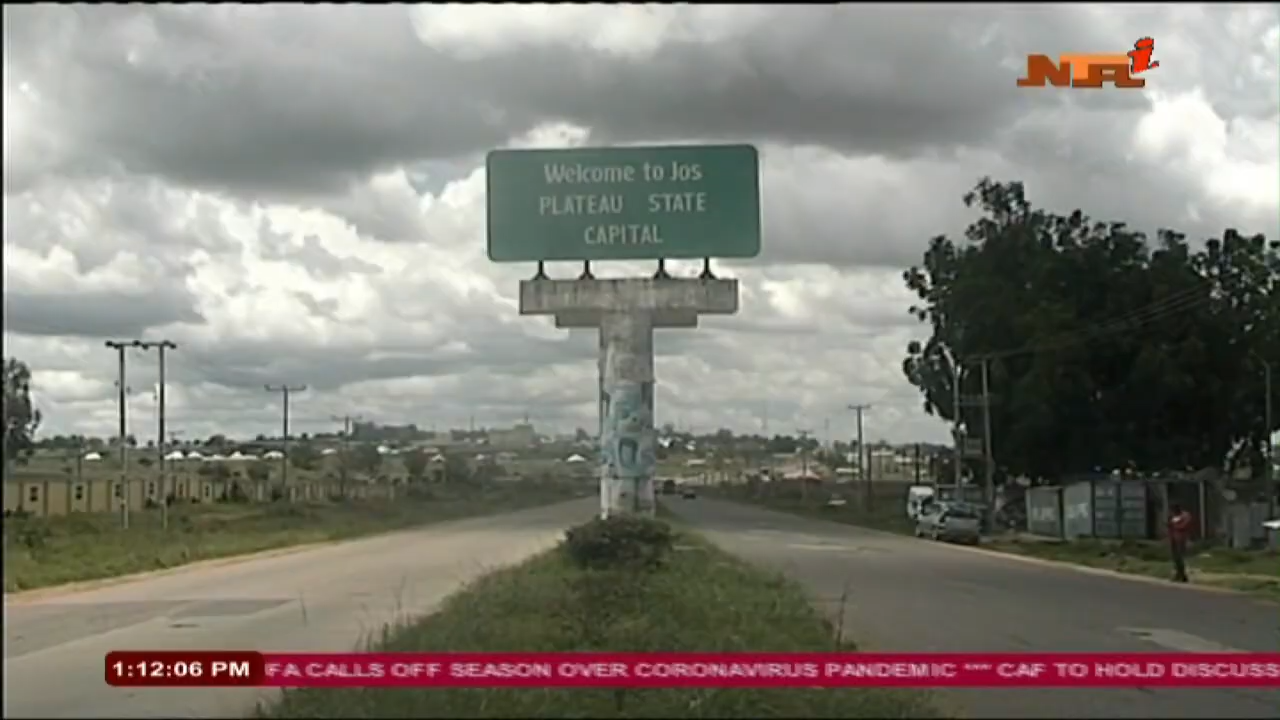 NTAi
Welcome to Jos
PLATEAU STATE
CAPITAL
1:12:06 PM
FA CALLS OFF SEASON OVER CORONAVIRUS PANDEMIC *** CAF TO HOLD DISCUSS